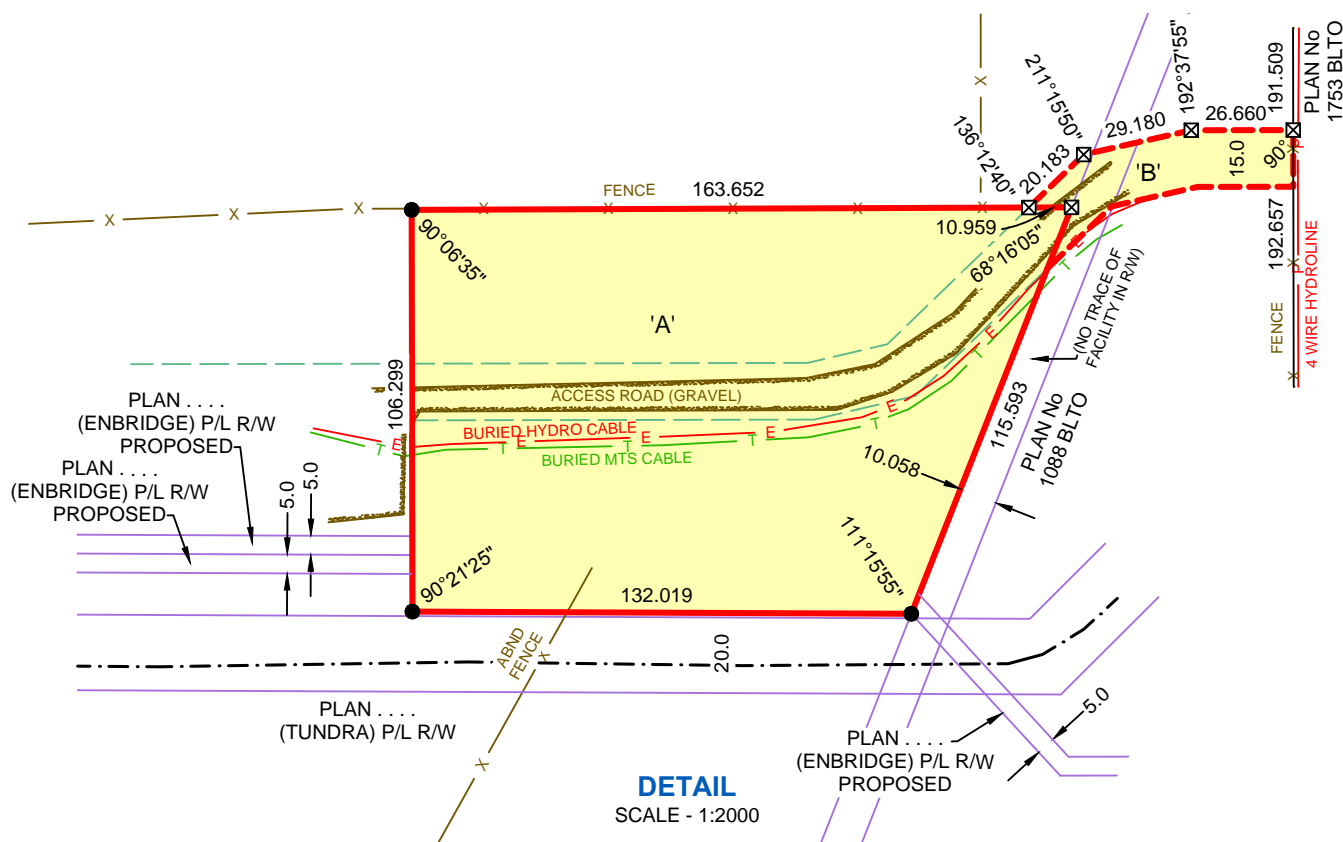 211°15'50"
192°37'55"
191.509
PLAN No
1753 BLTO
26.660
29.180
136°12'40"
20.183
'B'
15.0
90°
P
FENCE
163.652
X
X
X
X
X
X
X
X
X
X
90°06'35"
10.959
68°16'05"
192.657
X
X
X
P
FENCE
4 WIRE HYDROLINE
(NO TRACE OF
FACILITY IN R/W)
'A'
106.299
ACCESS ROAD (GRAVEL)
E
BURIED HYDRO CABLE
E
E
E
E
E
E
T
T
T
T
T
T
T
BURIED MTS CABLE
115.593
PLAN No
1088 BLTO
10.058
PLAN . . . .
(ENBRIDGE) P/L R/W
PROPOSED
PLAN . . . .
(ENBRIDGE) P/L R/W
PROPOSED
5.0
5.0
90°21'25"
132.019
111°15'55"
ABND
FENCE
X
X
20.0
PLAN . . . .
(TUNDRA) P/L R/W
5.0
PLAN . . . .
(ENBRIDGE) P/L R/W
PROPOSED
DETAIL
SCALE - 1:2000